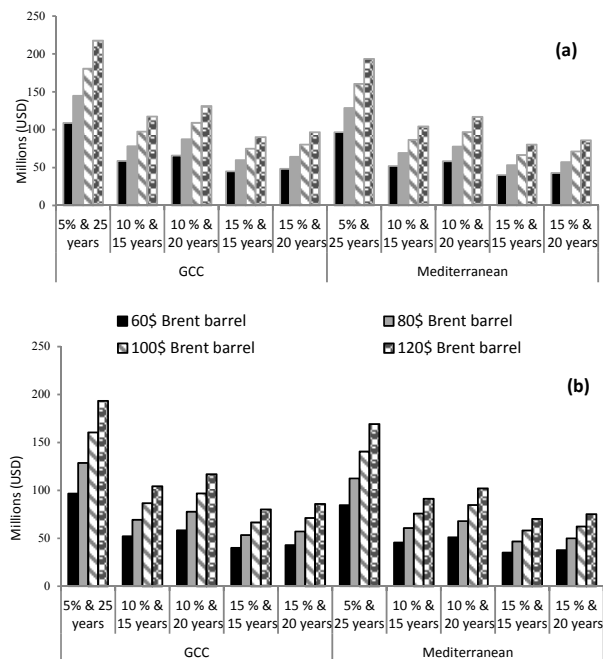 250
(a)
200
150
100
50
0
Millions (USD)
5% & 25 years
10 % & 15 years
10 % & 20 years
15 % & 15 years
15 % & 20 years
5% & 25 years
10 % & 15 years
10 % & 20 years
15 % & 15 years
15 % & 20 years
GCC
Mediterranean
60$ Brent barrel
80$ Brent barrel
100$ Brent barrel
120$ Brent barrel
250
(b)
200
150
100
50
0
Millions (USD)
5% & 25 years
10 % & 15 years
10 % & 20 years
15 % & 15 years
15 % & 20 years
5% & 25 years
10 % & 15 years
10 % & 20 years
15 % & 15 years
15 % & 20 years
GCC
Mediterranean